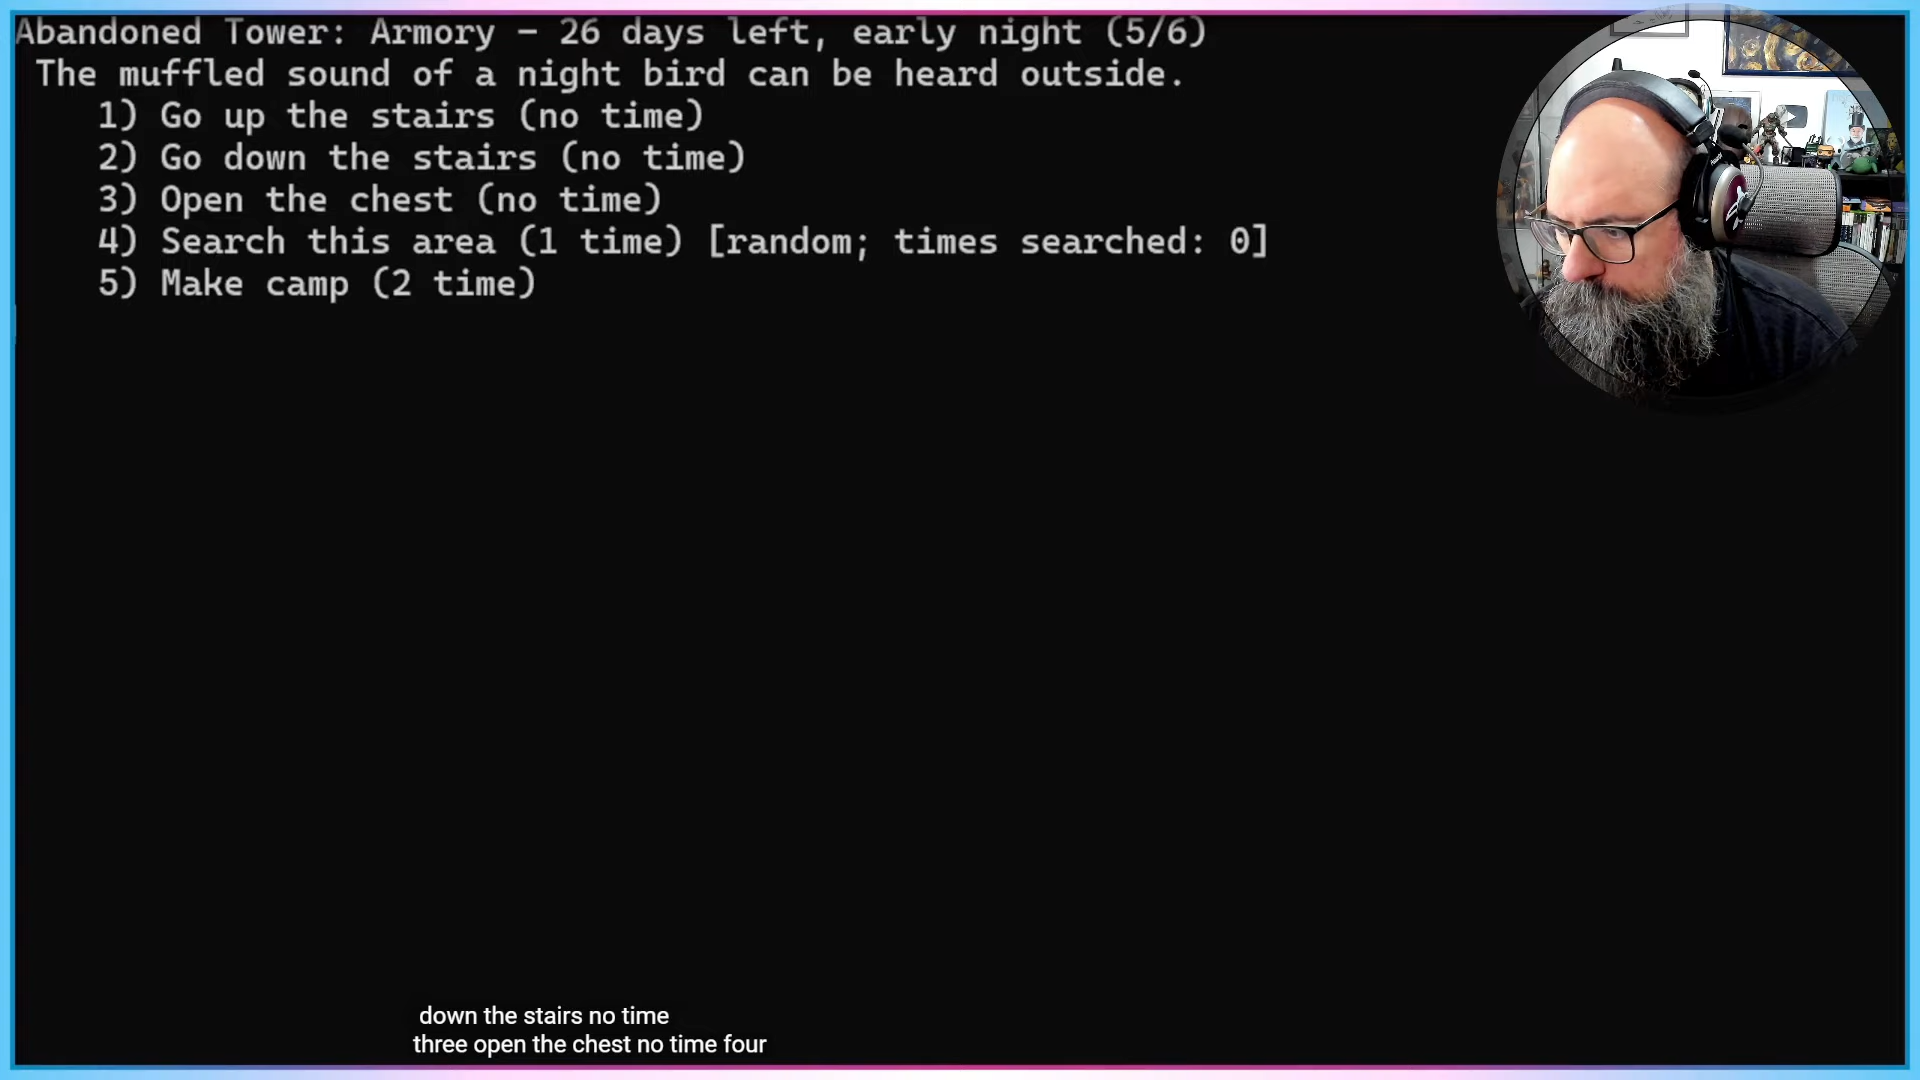 Abandoned Tower: Armory – 26 days left, early night (5/6)
The muffled sound of a night bird can be heard outside.
1) Go up the stairs (no time)
2) Go down the stairs (no time)
3) Open the chest (no time)
4) Search this area (1 time) [random; times searched: 0]
5) Make camp (2 time)
down the stairs no time
three open the chest no time four